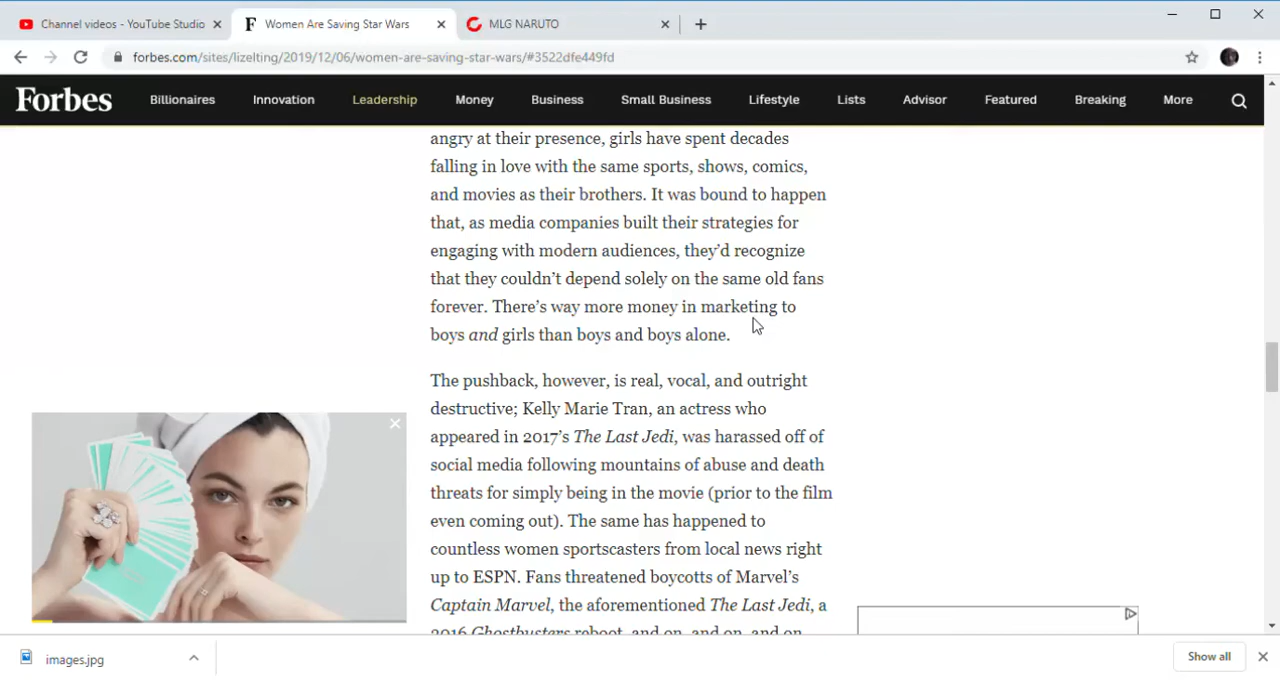 Channel videos - YouTube Studio
Women Are Saving Star Wars
MLG NARUTO
forbes.com/sites/lizelting/2019/12/06/women-are-saving-star-wars/#3522dfe449fd
Forbes
Billionaires
Innovation
Leadership
Money
Business
Small Business
Lifestyle
Lists
Advisor
Featured
Breaking
More
angry at their presence, girls have spent decades
falling in love with the same sports, shows, comics,
and movies as their brothers. It was bound to happen
that, as media companies built their strategies for
engaging with modern audiences, they’d recognize
that they couldn’t depend solely on the same old fans
forever. There’s way more money in marketing to
boys and girls than boys and boys alone.
The pushback, however, is real, vocal, and outright
destructive; Kelly Marie Tran, an actress who
appeared in 2017’s The Last Jedi, was harassed off of
social media following mountains of abuse and death
threats for simply being in the movie (prior to the film
even coming out). The same has happened to
countless women sportscasters from local news right
up to ESPN. Fans threatened boycotts of Marvel’s
Captain Marvel, the aforementioned The Last Jedi, a
2016 Ghostbusters reboot, and on, and on, and on
images.jpg
Show all